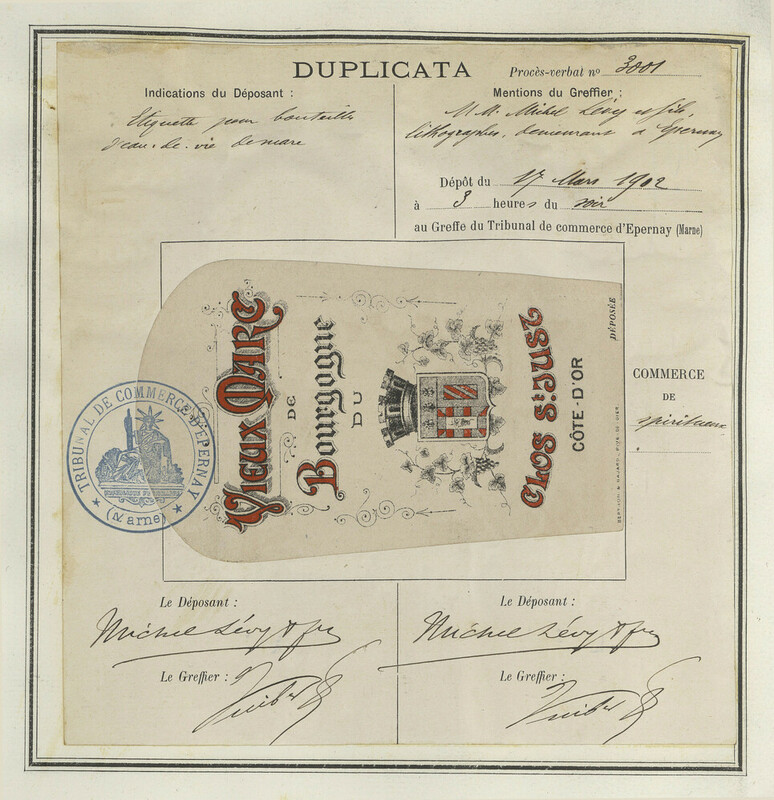 DUPLICATA
Procès-verbal nº 3001
Indications du Déposant :
Etiquette pour bouteille
d'eau-de-vie de marc
Mentions du Greffier :
M.M. Michel Lévy et fils,
lithographes, demeurant à Epernay
Dépôt du 17 Mars 1902
à 3 heures du soir
au Greffe du Tribunal de commerce d'Epernay (Marne)
VIEUX MARC
DE
Bourgogne
DU
CLOS ST JUST
CÔTE-D'OR
DÉPOSÉE
COMMERCE
DE
spiritueux
TRIBUNAL DE COMMERCE D'EPERNAY
(Marne)
Le Déposant :
Michel Lévy & fils
Le Greffier :
Le Déposant :
Michel Lévy & fils
Le Greffier :